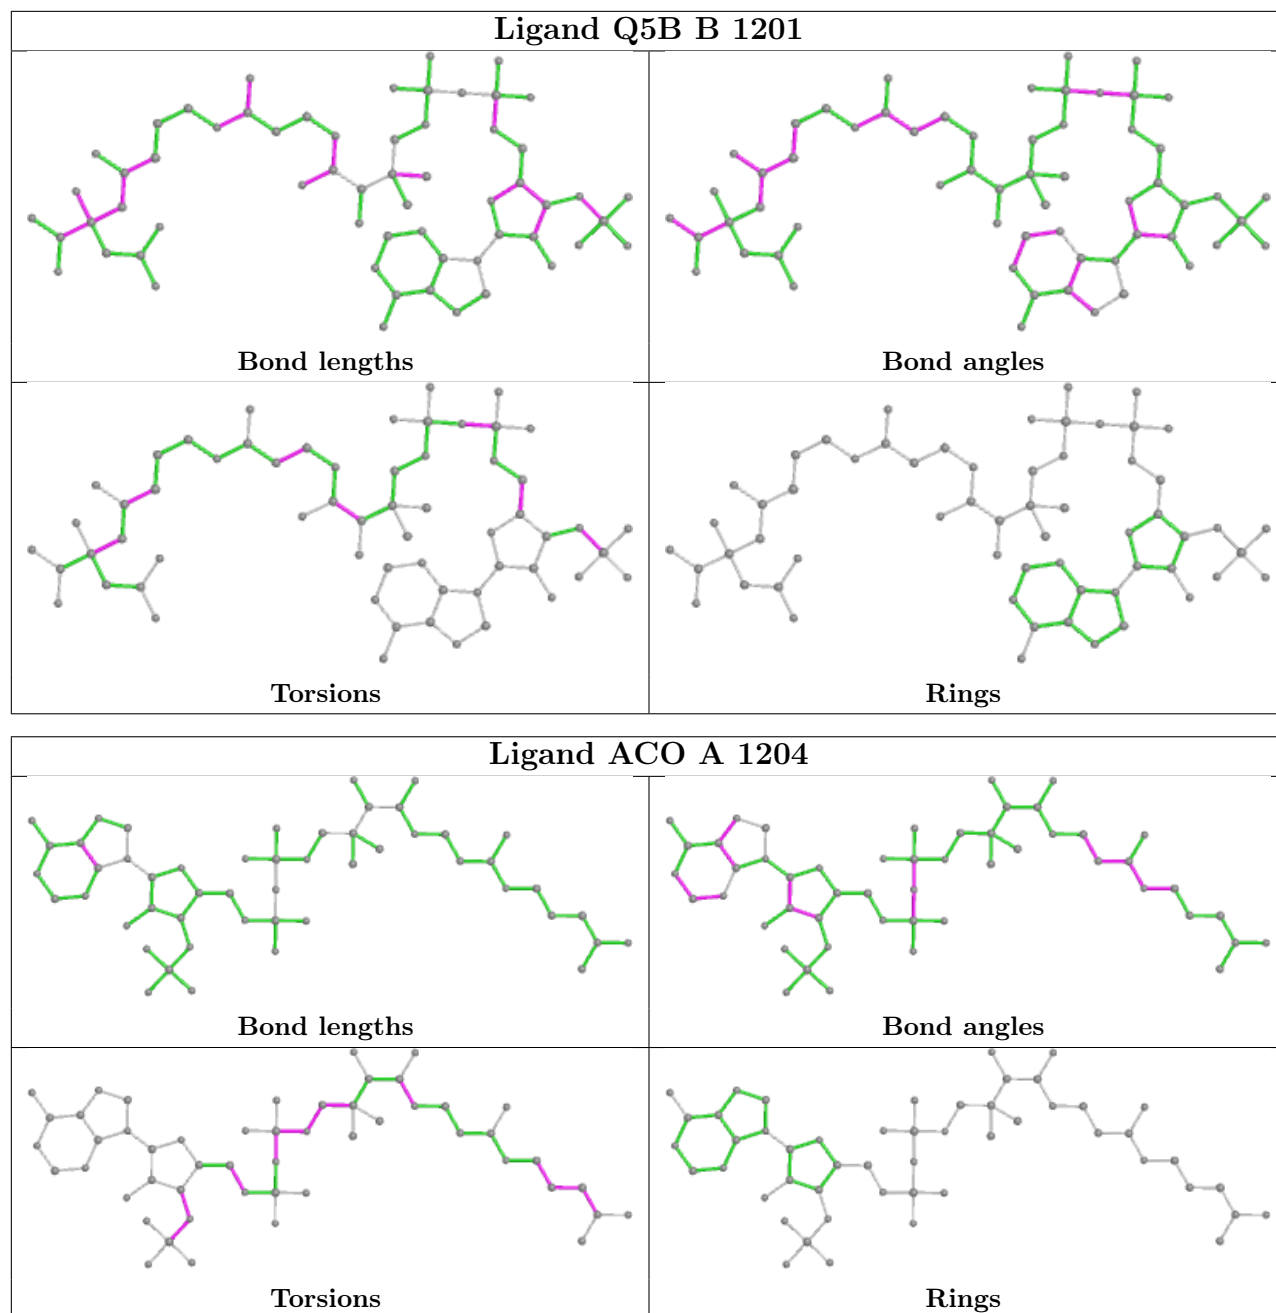 Ligand Q5B B 1201
Bond lengths
Bond angles
Torsions
Rings
Ligand ACO A 1204
Bond lengths
Bond angles
Torsions
Rings